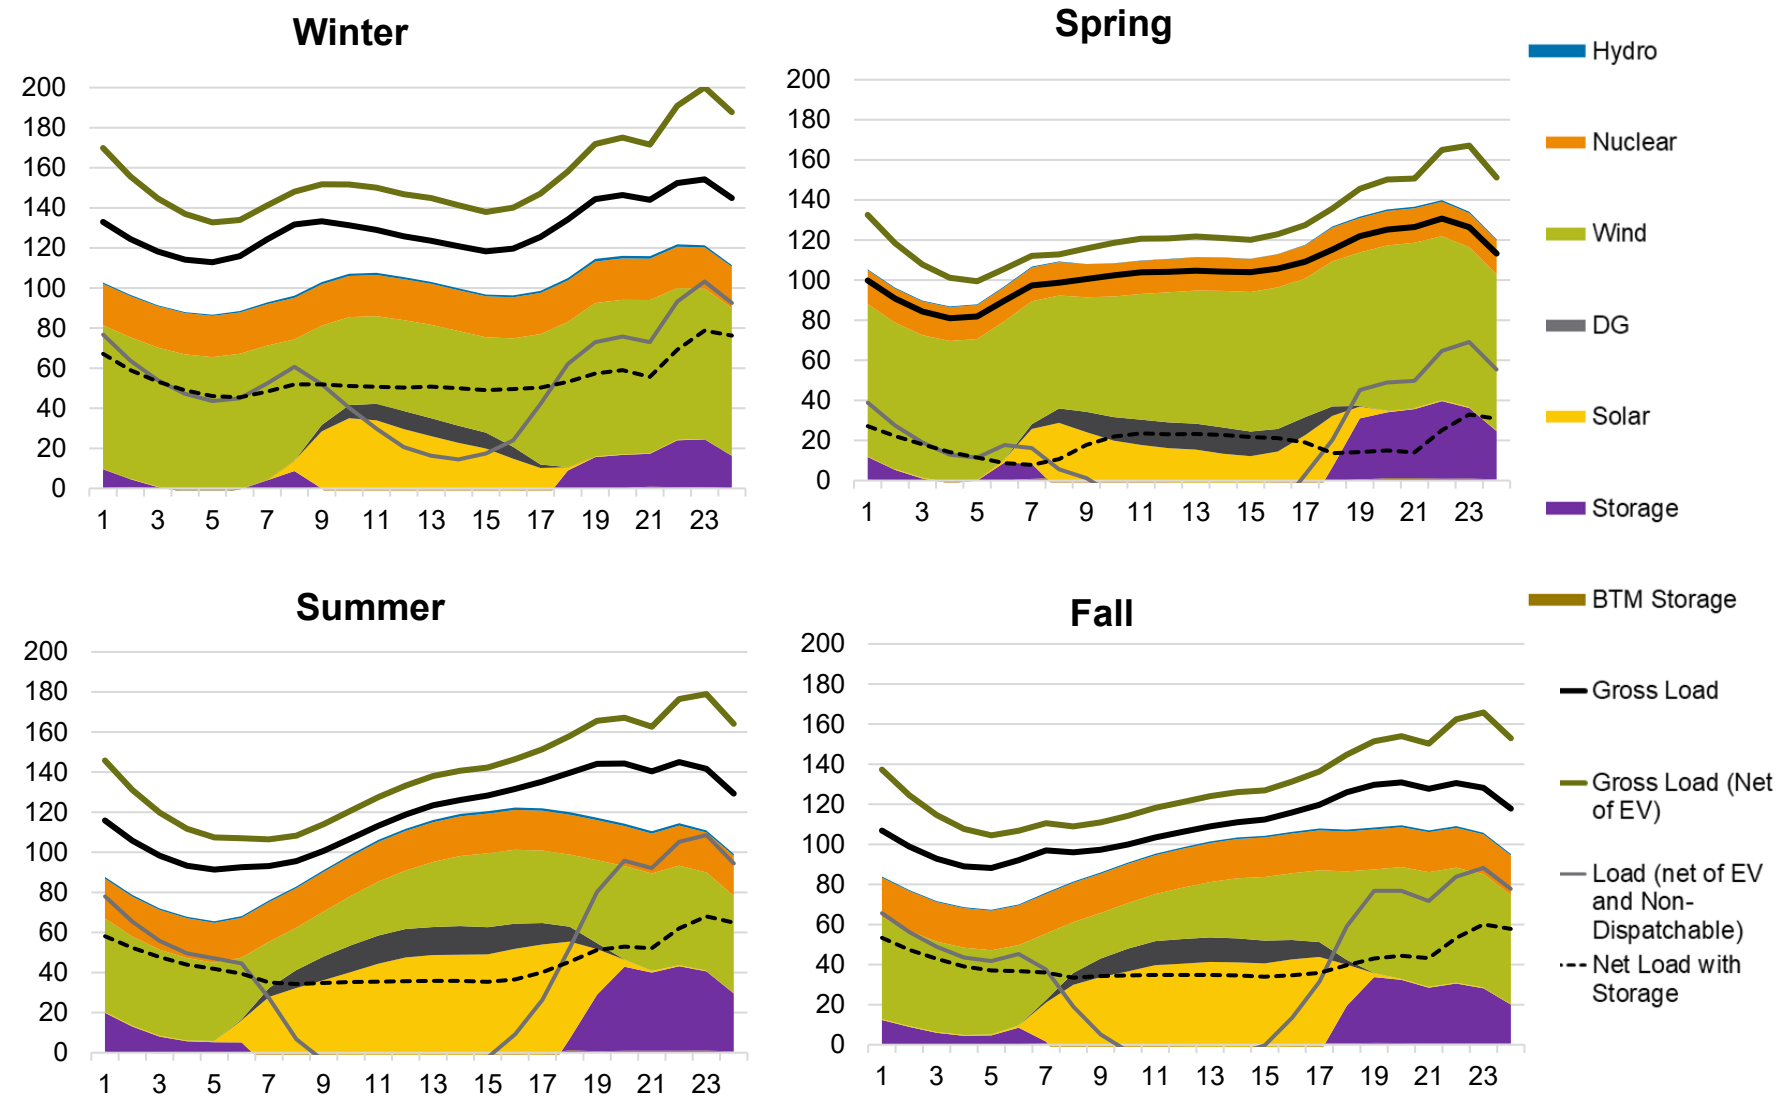 Winter
200
180
160
140
120
100
80
60
40
20
0
1 3 5 7 9 11 13 15 17 19 21 23
Spring
200
180
160
140
120
100
80
60
40
20
0
1 3 5 7 9 11 13 15 17 19 21 23
Summer
200
180
160
140
120
100
80
60
40
20
0
1 3 5 7 9 11 13 15 17 19 21 23
Fall
200
180
160
140
120
100
80
60
40
20
0
1 3 5 7 9 11 13 15 17 19 21 23
Hydro
Nuclear
Wind
DG
Solar
Storage
BTM Storage
Gross Load
Gross Load (Net
of EV)
Load (net of EV
and Non-
Dispatchable)
Net Load with
Storage